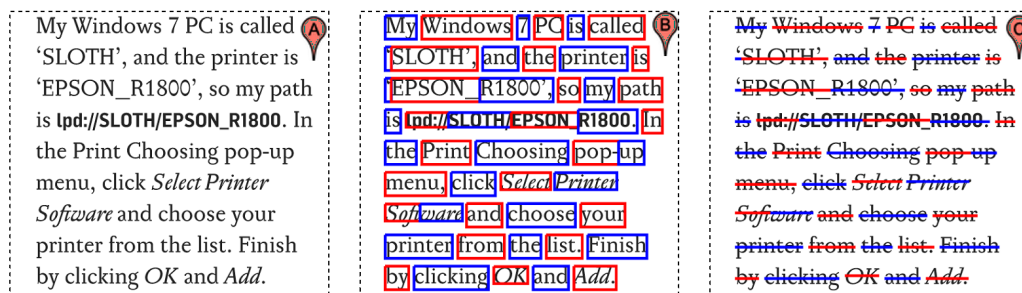 My Windows 7 PC is called
‘SLOTH’, and the printer is
‘EPSON_R1800’, so my path
is lpd://SLOTH/EPSON_R1800. In
the Print Choosing pop-up
menu, click Select Printer
Software and choose your
printer from the list. Finish
by clicking OK and Add.
A
My Windows 7 PC is called
‘SLOTH’, and the printer is
‘EPSON_R1800’, so my path
is lpd://SLOTH/EPSON_R1800. In
the Print Choosing pop-up
menu, click Select Printer
Software and choose your
printer from the list. Finish
by clicking OK and Add.
B
My Windows 7 PC is called
‘SLOTH’, and the printer is
‘EPSON_R1800’, so my path
is lpd://SLOTH/EPSON_R1800. In
the Print Choosing pop-up
menu, click Select Printer
Software and choose your
printer from the list. Finish
by clicking OK and Add.
C